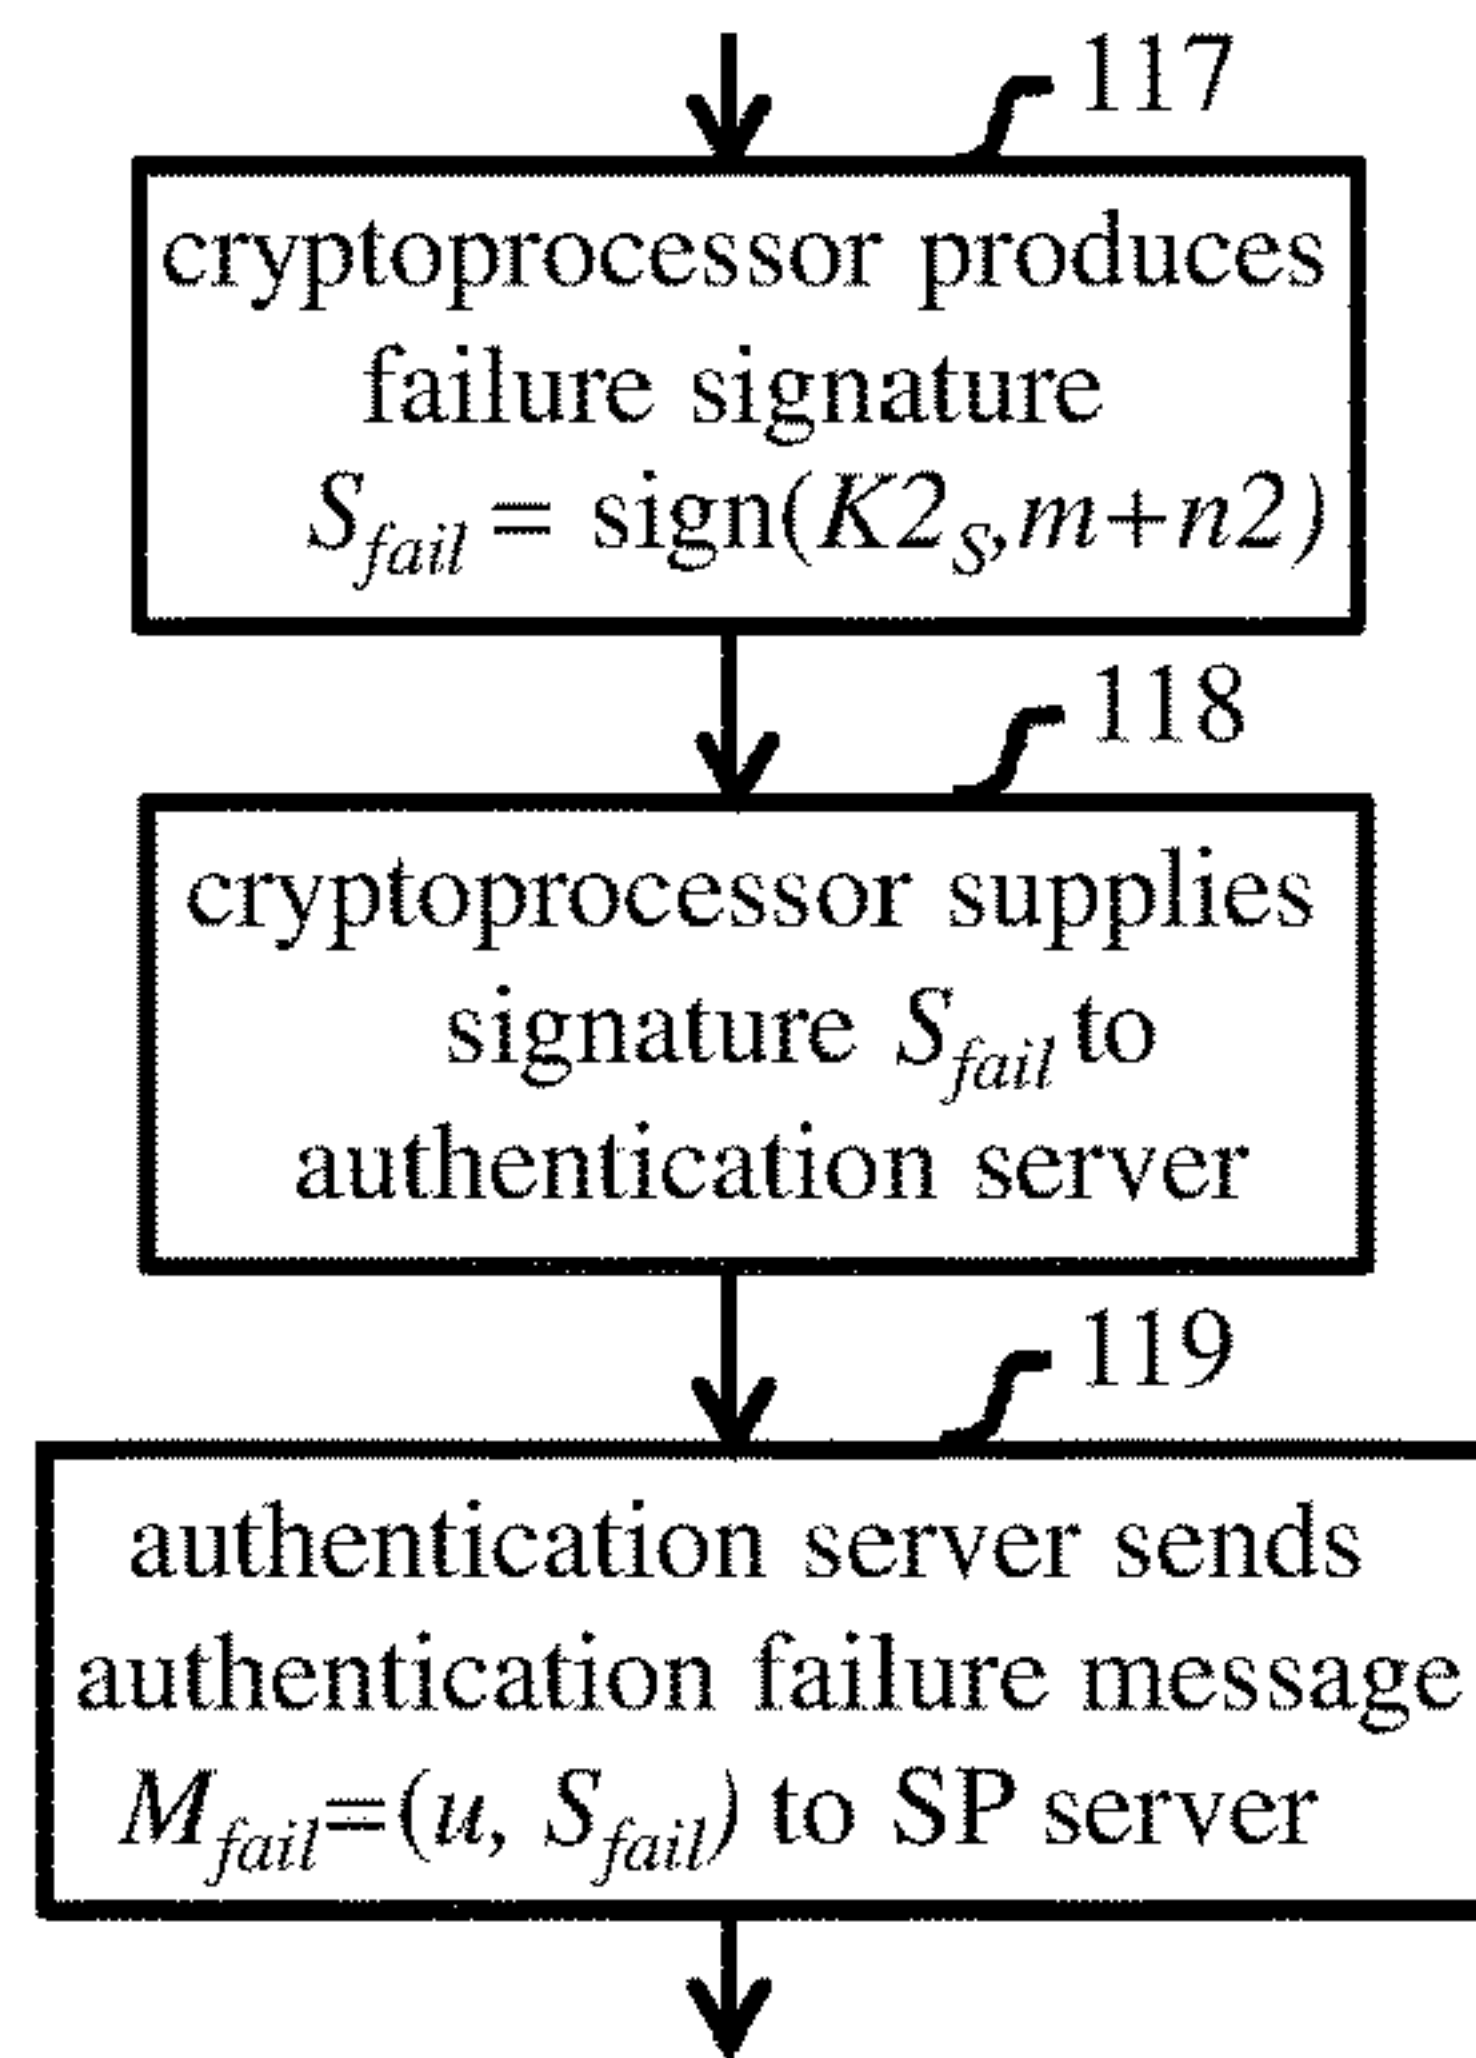 117
cryptoprocessor produces
failure signature
S_fail = sign(K2_S,m+n2)
118
cryptoprocessor supplies
signature S_fail to
authentication server
119
authentication server sends
authentication failure message
M_fail=(u, S_fail) to SP server